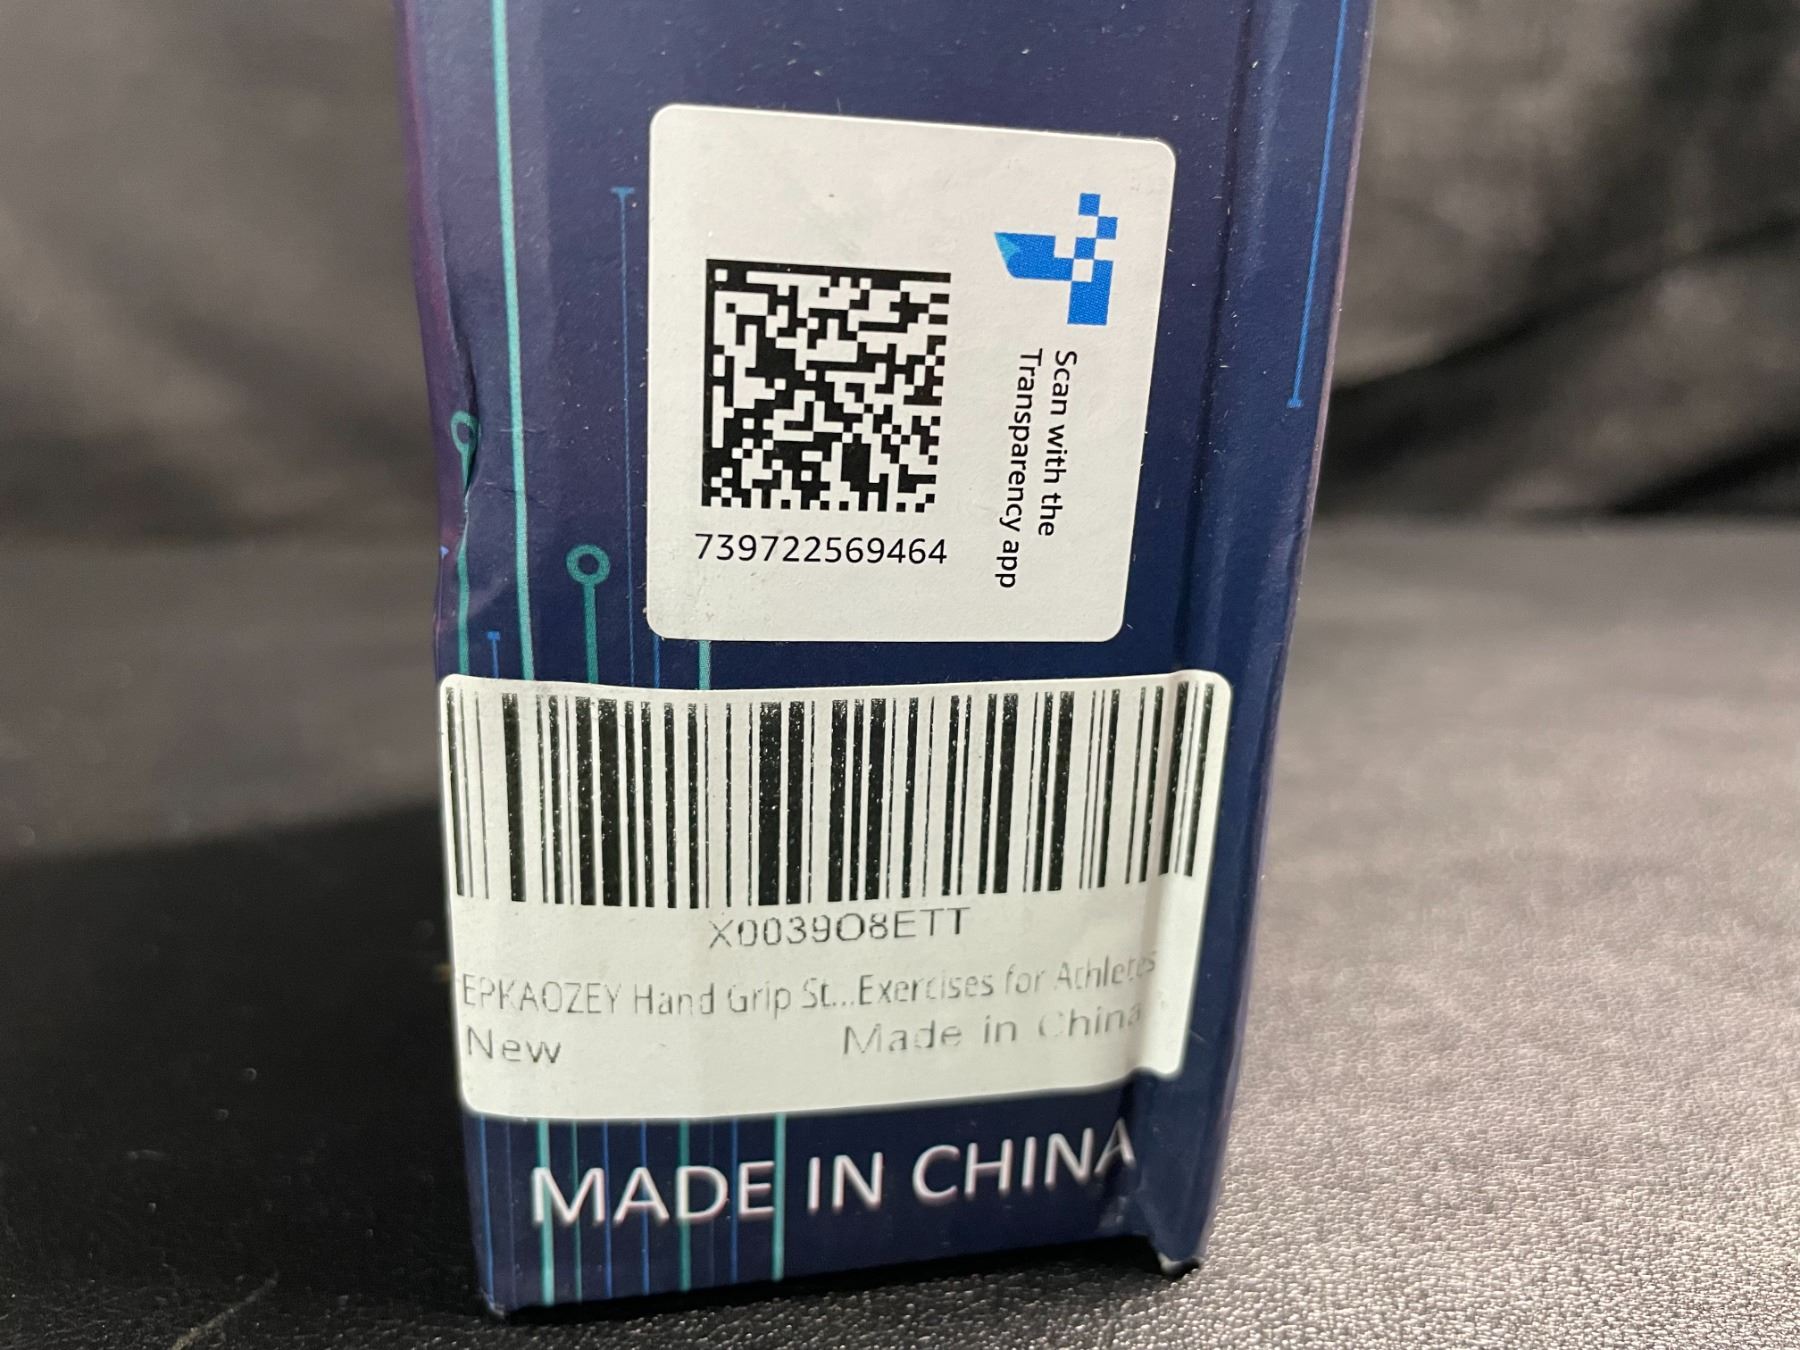 Scan with the
Transparency app
739722569464
X0039O8ETT
EPKAOZEY Hand Grip St...Exercises for Athletes
New
Made in China
MADE IN CHINA